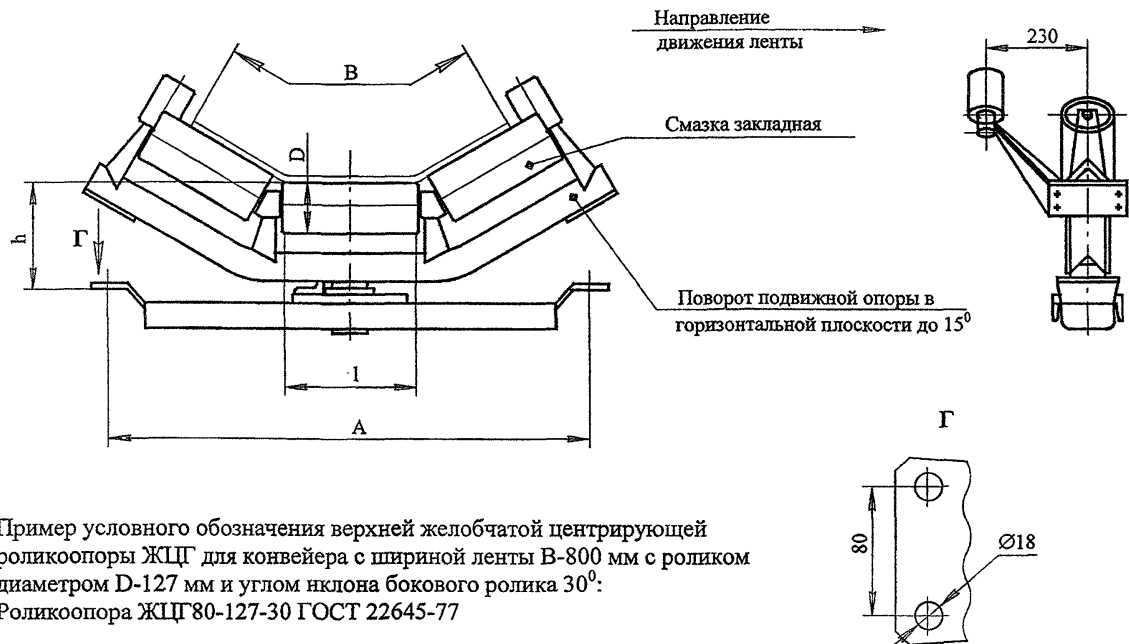 Направление
движения ленты
230
B
Смазка закладная
D
h
Г
Поворот подвижной опоры в
горизонтальной плоскости до 15⁰
l
A
Г
80
Ø18
Пример условного обозначения верхней желобчатой центрирующей
роликоопоры ЖЦГ для конвейера с шириной ленты В-800 мм с роликом
диаметром D-127 мм и углом нклона бокового ролика 30⁰:
Роликоопора ЖЦГ80-127-30 ГОСТ 22645-77